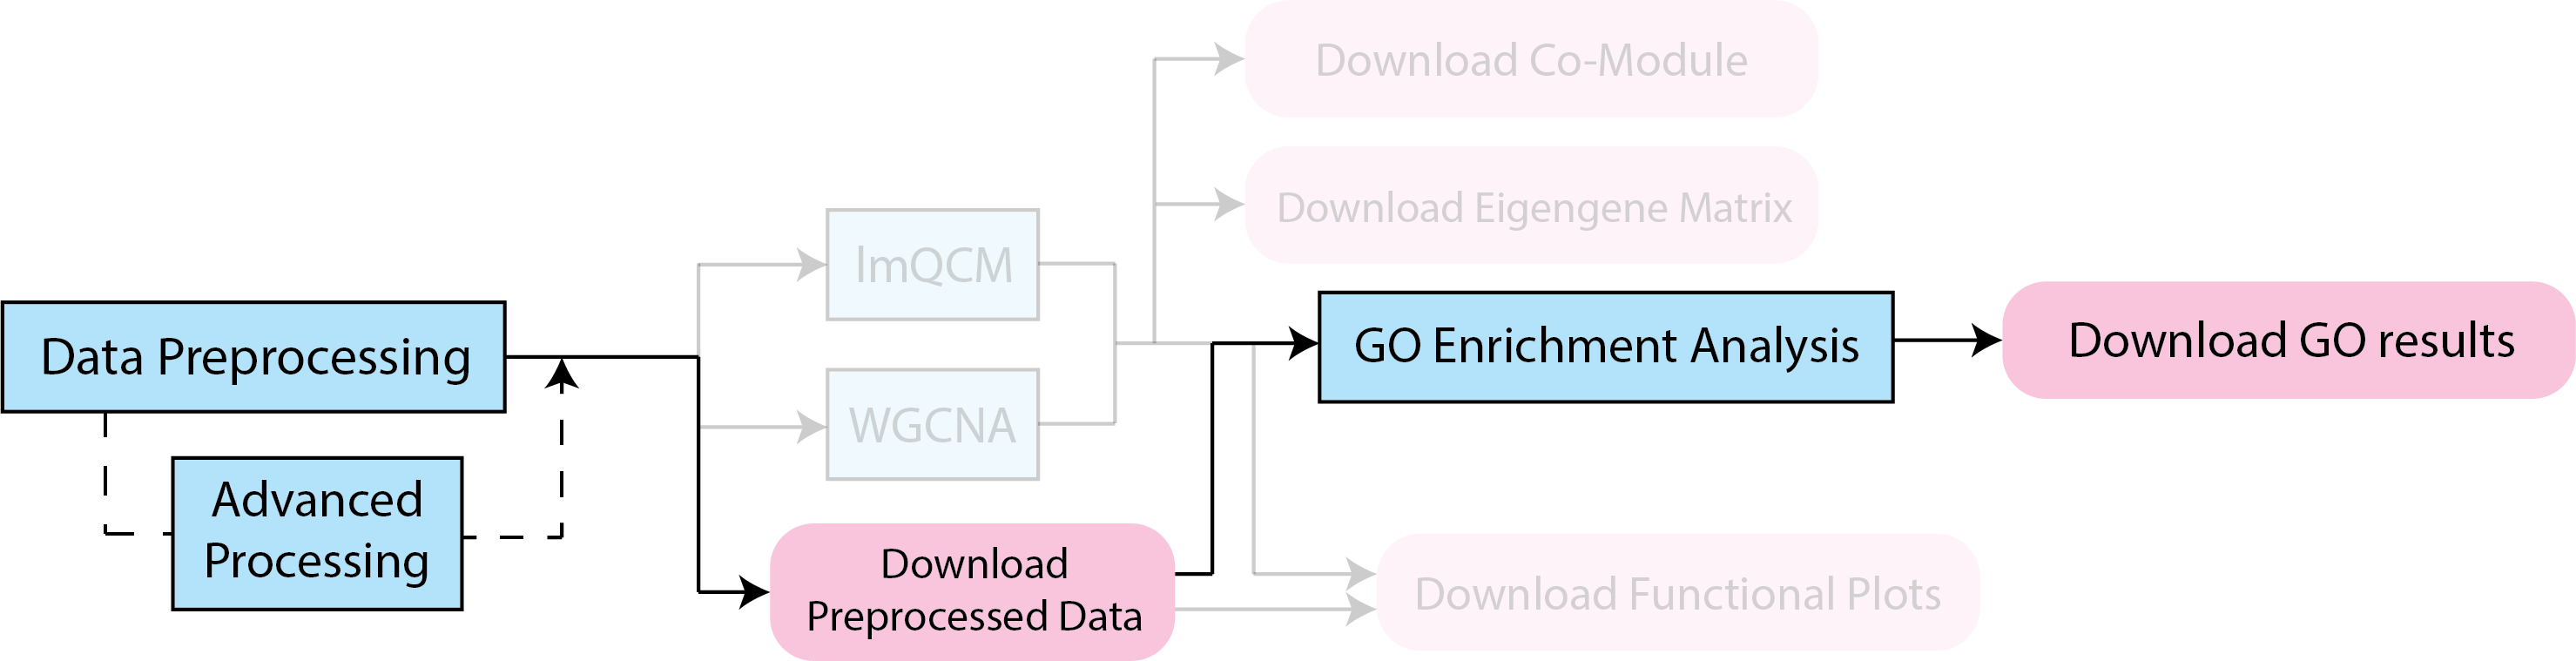 Download Co-Module
Download Eigengene Matrix
lmQCM
GO Enrichment Analysis
Download GO results
Data Preprocessing
WGCNA
Advanced
Processing
Download
Preprocessed Data
Download Functional Plots